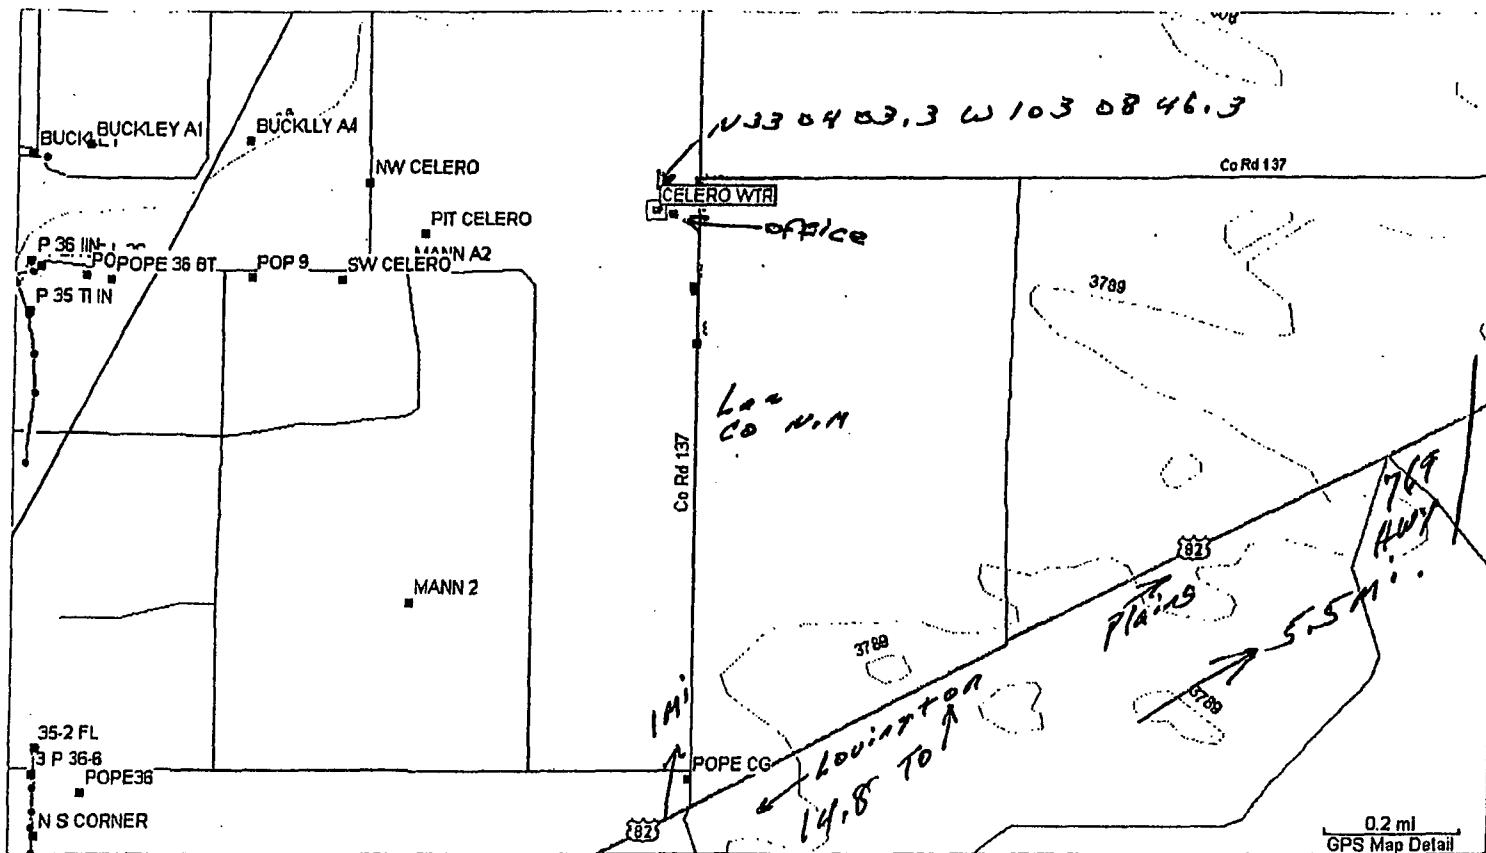 N33 04 03.3 W 103 08 46.3
BUCKLEY A1
BUCKLLY A4
Co Rd 137
NW CELERO
CELERO WTR
PIT CELERO
office
P 36 IIN
MANN A2
POPE 36 BT
POP 9
SW CELERO
P 35 TI IN
3789
Lea
Co N.M
Co Rd 137
769
HWY
82
MANN 2
Plains
5.5 Mi.
3789
3789
1 Mi
Lovington
14.8 TO
35-2 FL
3 P 36-6
POPE36
POPE CG
N S CORNER
82
0.2 mi
GPS Map Detail